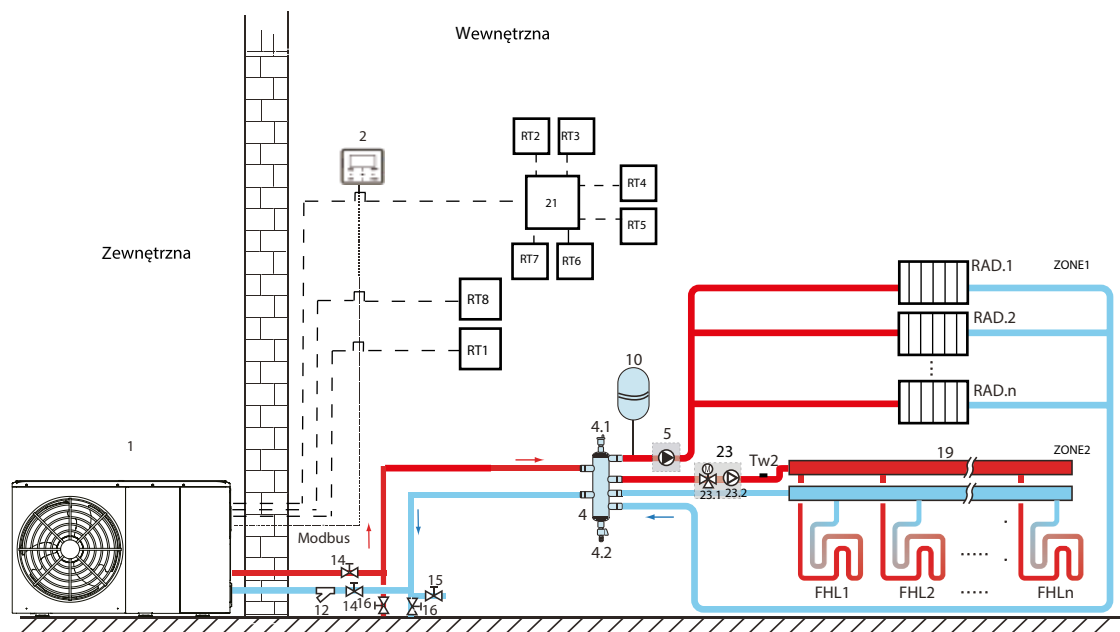 Wewnętrzna
2
RT2
RT3
RT4
21
RT5
RT7
RT6
Zewnętrzna
RAD.1
ZONE1
RT8
RAD.2
RT1
10
RAD.n
4.1
5
1
23
Tw2
19
ZONE2
M
23.1
23.2
4
Modbus
4.2
14
15
12
14
16
16
FHL1
FHL2
FHLn